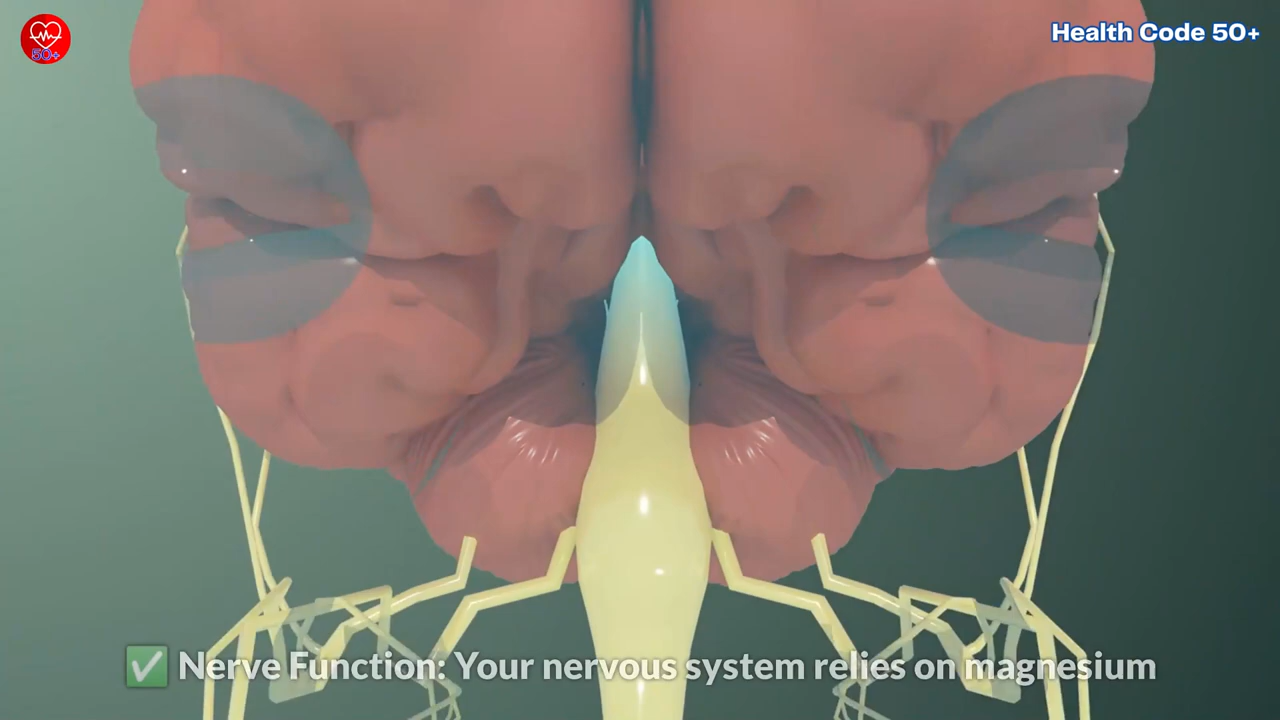 50+
Health Code 50+
✅ Nerve Function: Your nervous system relies on magnesium